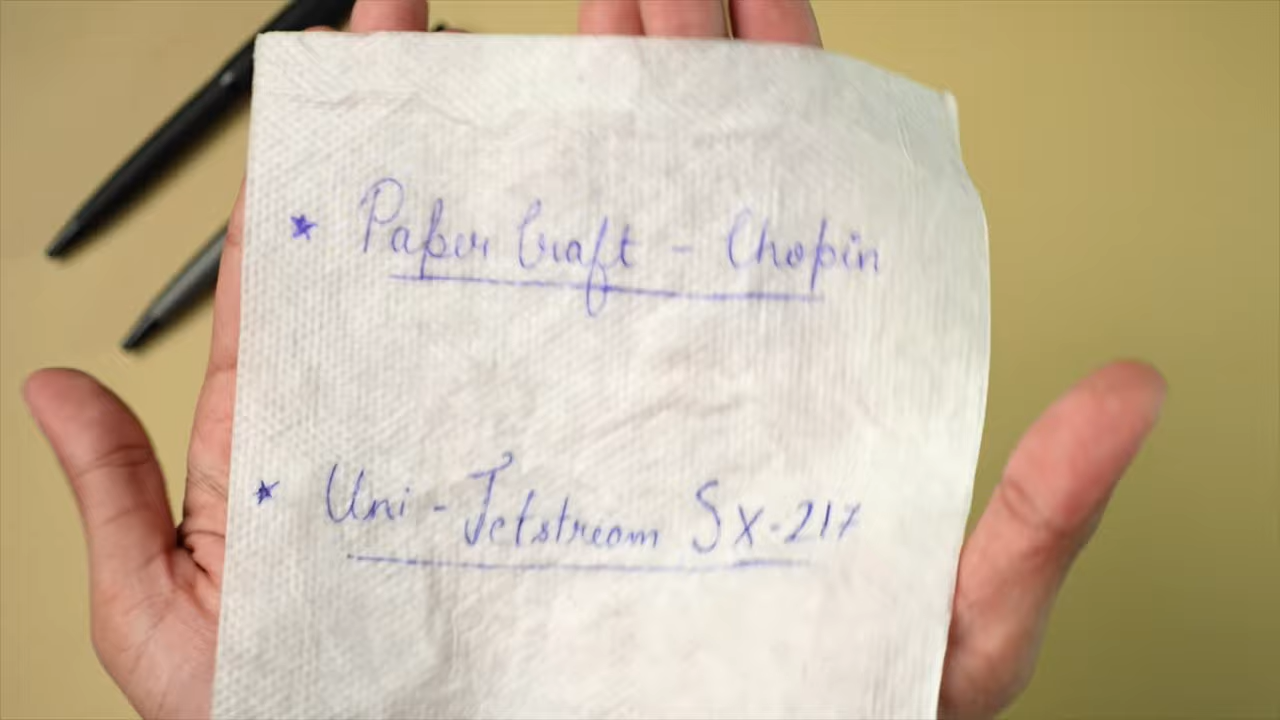 * Paper Craft - Chopin
* Uni - Jetstream SX-217